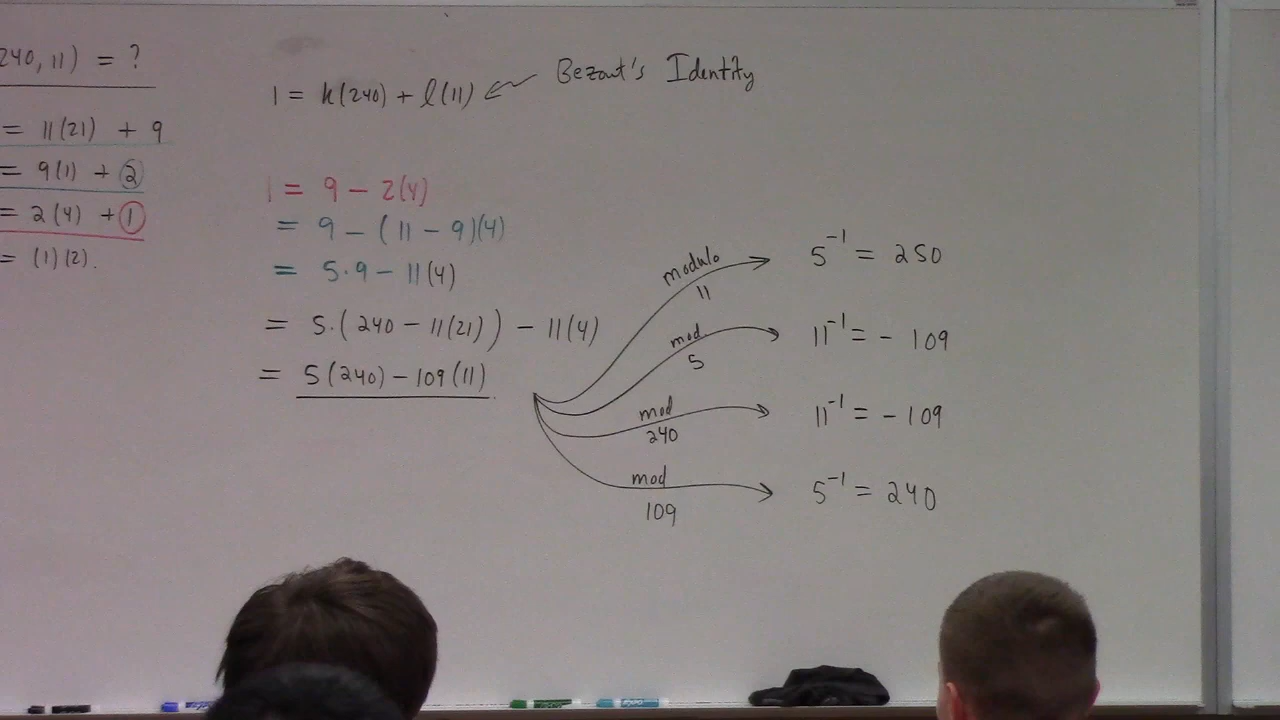 240, 11) = ?
= 11(21) + 9
= 9(1) + 2
= 2(4) + 1
= (1)(2).
1 = k(240) + l(11)
Bezout's Identity
1 = 9 - 2(4)
= 9 - (11 - 9)(4)
= 5·9 - 11(4)
= 5·(240 - 11(21)) - 11(4)
= 5(240) - 109(11)
modulo 11
5⁻¹ = 250
mod 5
11⁻¹ = - 109
mod 240
11⁻¹ = - 109
mod 109
5⁻¹ = 240